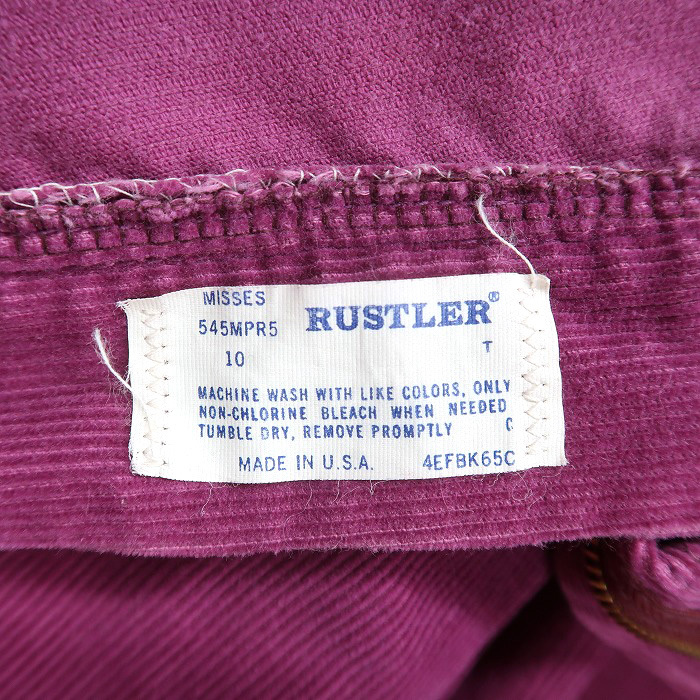 MISSES
545MPR5 RUSTLER®
10 T
MACHINE WASH WITH LIKE COLORS, ONLY
NON-CHLORINE BLEACH WHEN NEEDED
TUMBLE DRY, REMOVE PROMPTLY C
MADE IN U.S.A. 4EFBK65C